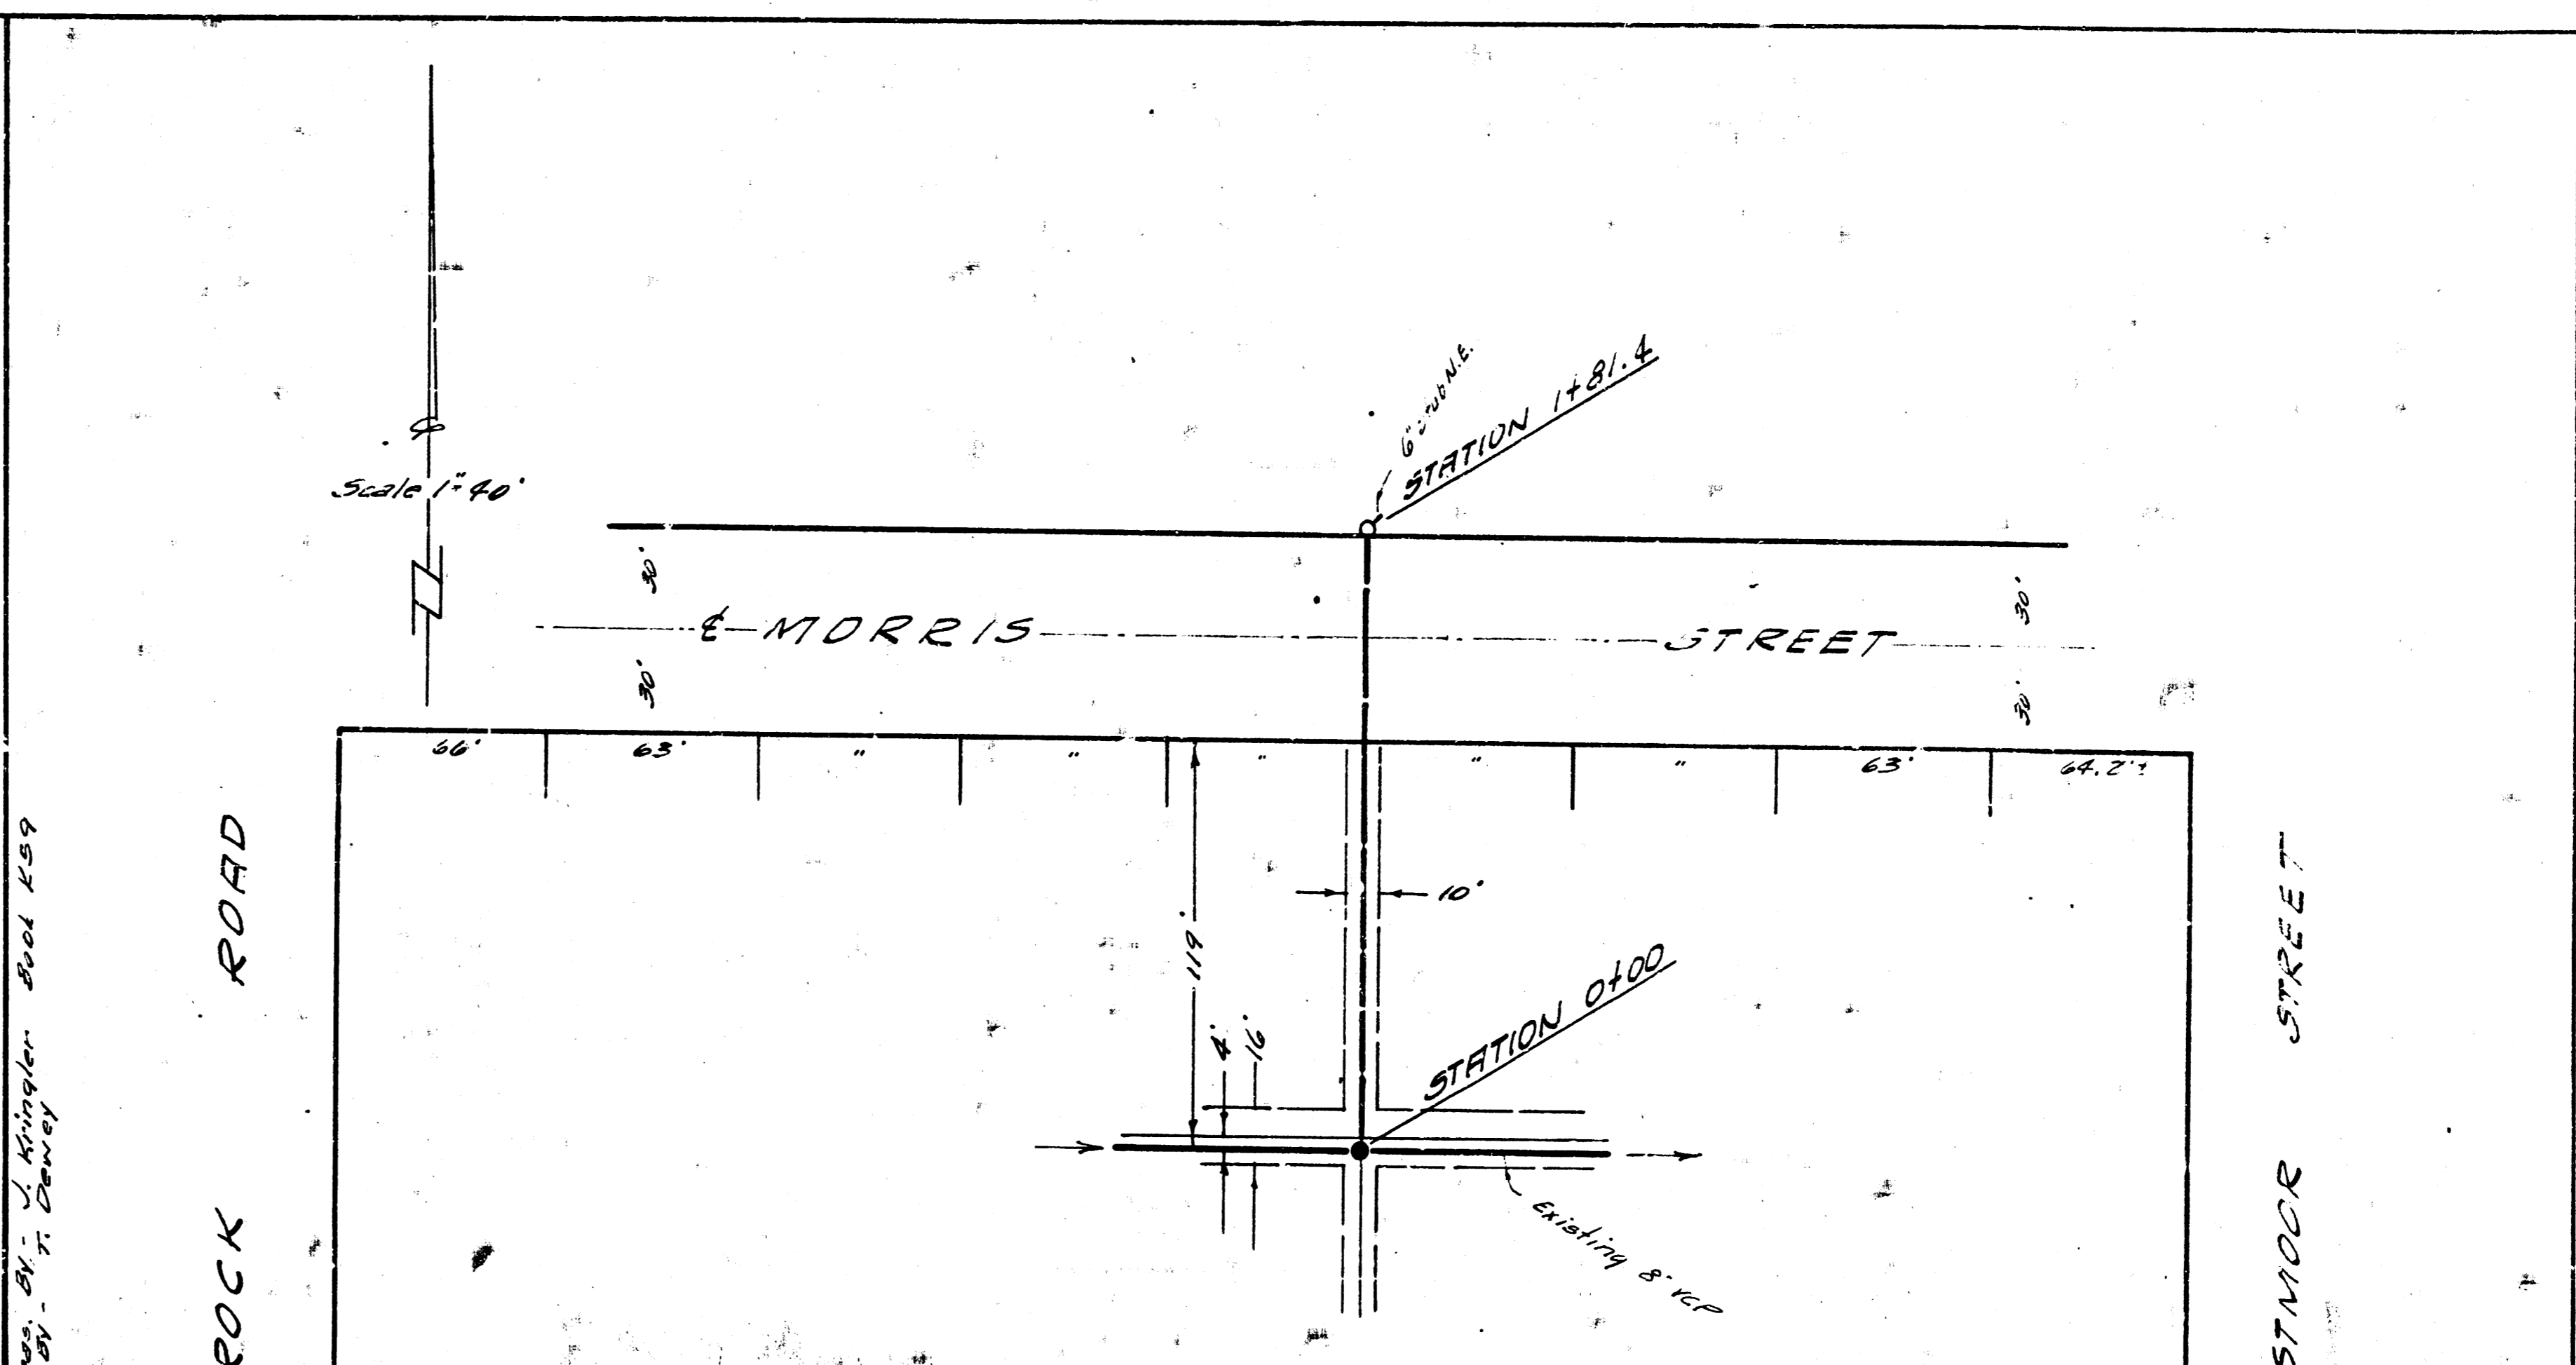 6" Stub N.E.
STATION 1+81.4
Scale 1"=40'
N
30'
30'
℄ MORRIS STREET
30'
30'
66' 63' " " " " " 63' 64.2'±
ROAD
10'
119'
4'
16'
STATION 0+00
Existing 8" VCP
STREET
ROCK
STMOOR
By - J. Kringler Book K59
By - T. Dewey